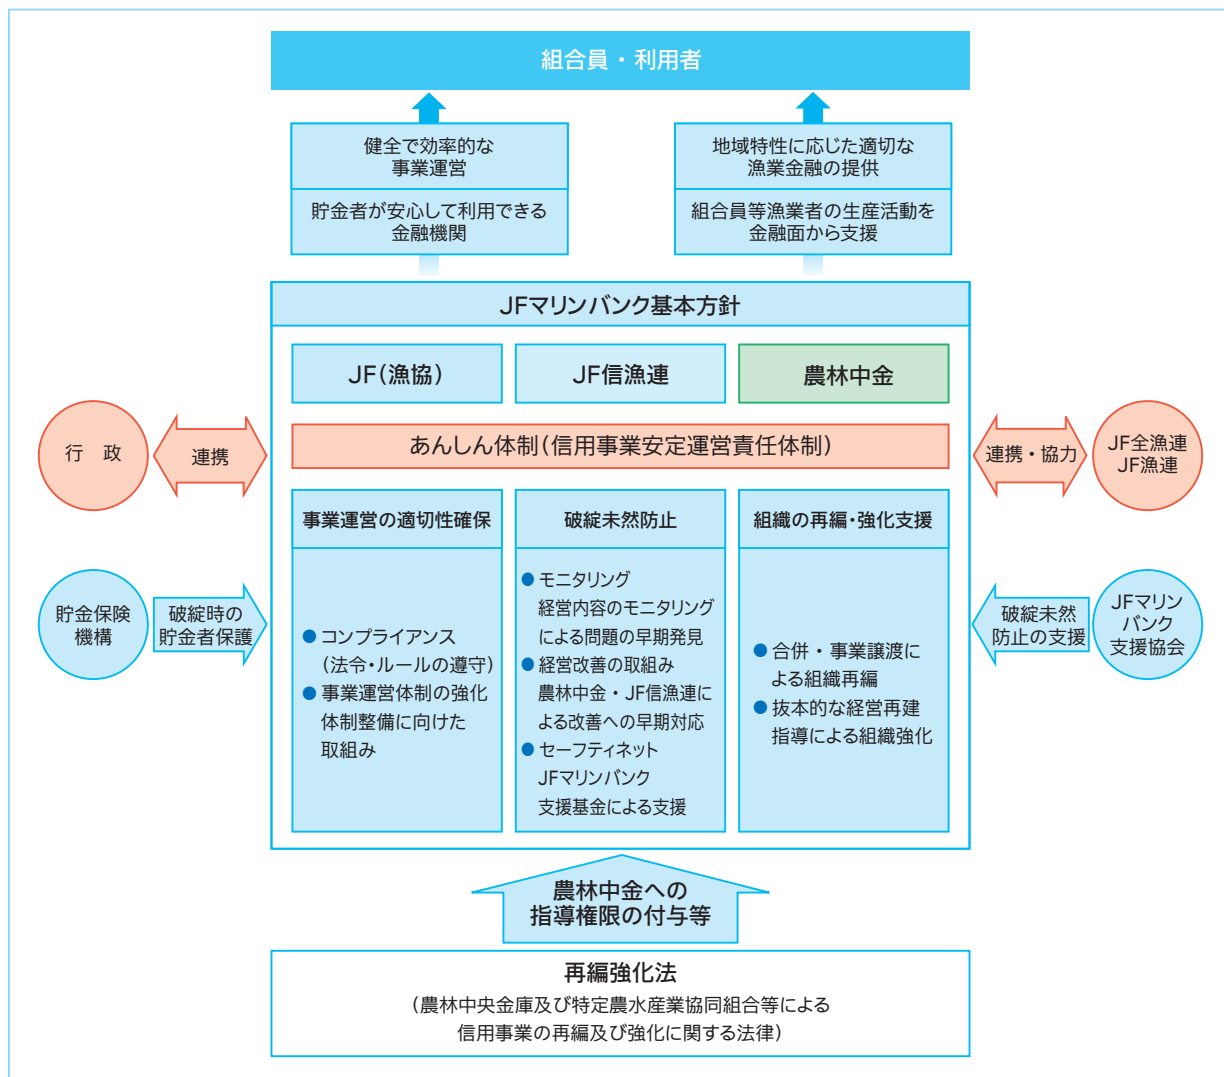 組合員・利用者
健全で効率的な
事業運営
貯金者が安心して利用できる
金融機関
地域特性に応じた適切な
漁業金融の提供
組合員等漁業者の生産活動を
金融面から支援
JFマリンバンク基本方針
JF(漁協)
JF信漁連
農林中金
あんしん体制(信用事業安定運営責任体制)
行　政
連携
連携・協力
JF全漁連
JF漁連
貯金保険
機構
破綻時の
貯金者保護
事業運営の適切性確保
● コンプライアンス
(法令・ルールの遵守)
● 事業運営体制の強化
体制整備に向けた
取組み
破綻未然防止
● モニタリング
経営内容のモニタリング
による問題の早期発見
● 経営改善の取組み
農林中金・JF信漁連に
よる改善への早期対応
● セーフティネット
JFマリンバンク
支援基金による支援
組織の再編・強化支援
● 合併・事業譲渡に
よる組織再編
● 抜本的な経営再建
指導による組織強化
破綻未然
防止の支援
JFマリン
バンク
支援協会
農林中金への
指導権限の付与等
再編強化法
(農林中央金庫及び特定農水産業協同組合等による
信用事業の再編及び強化に関する法律)